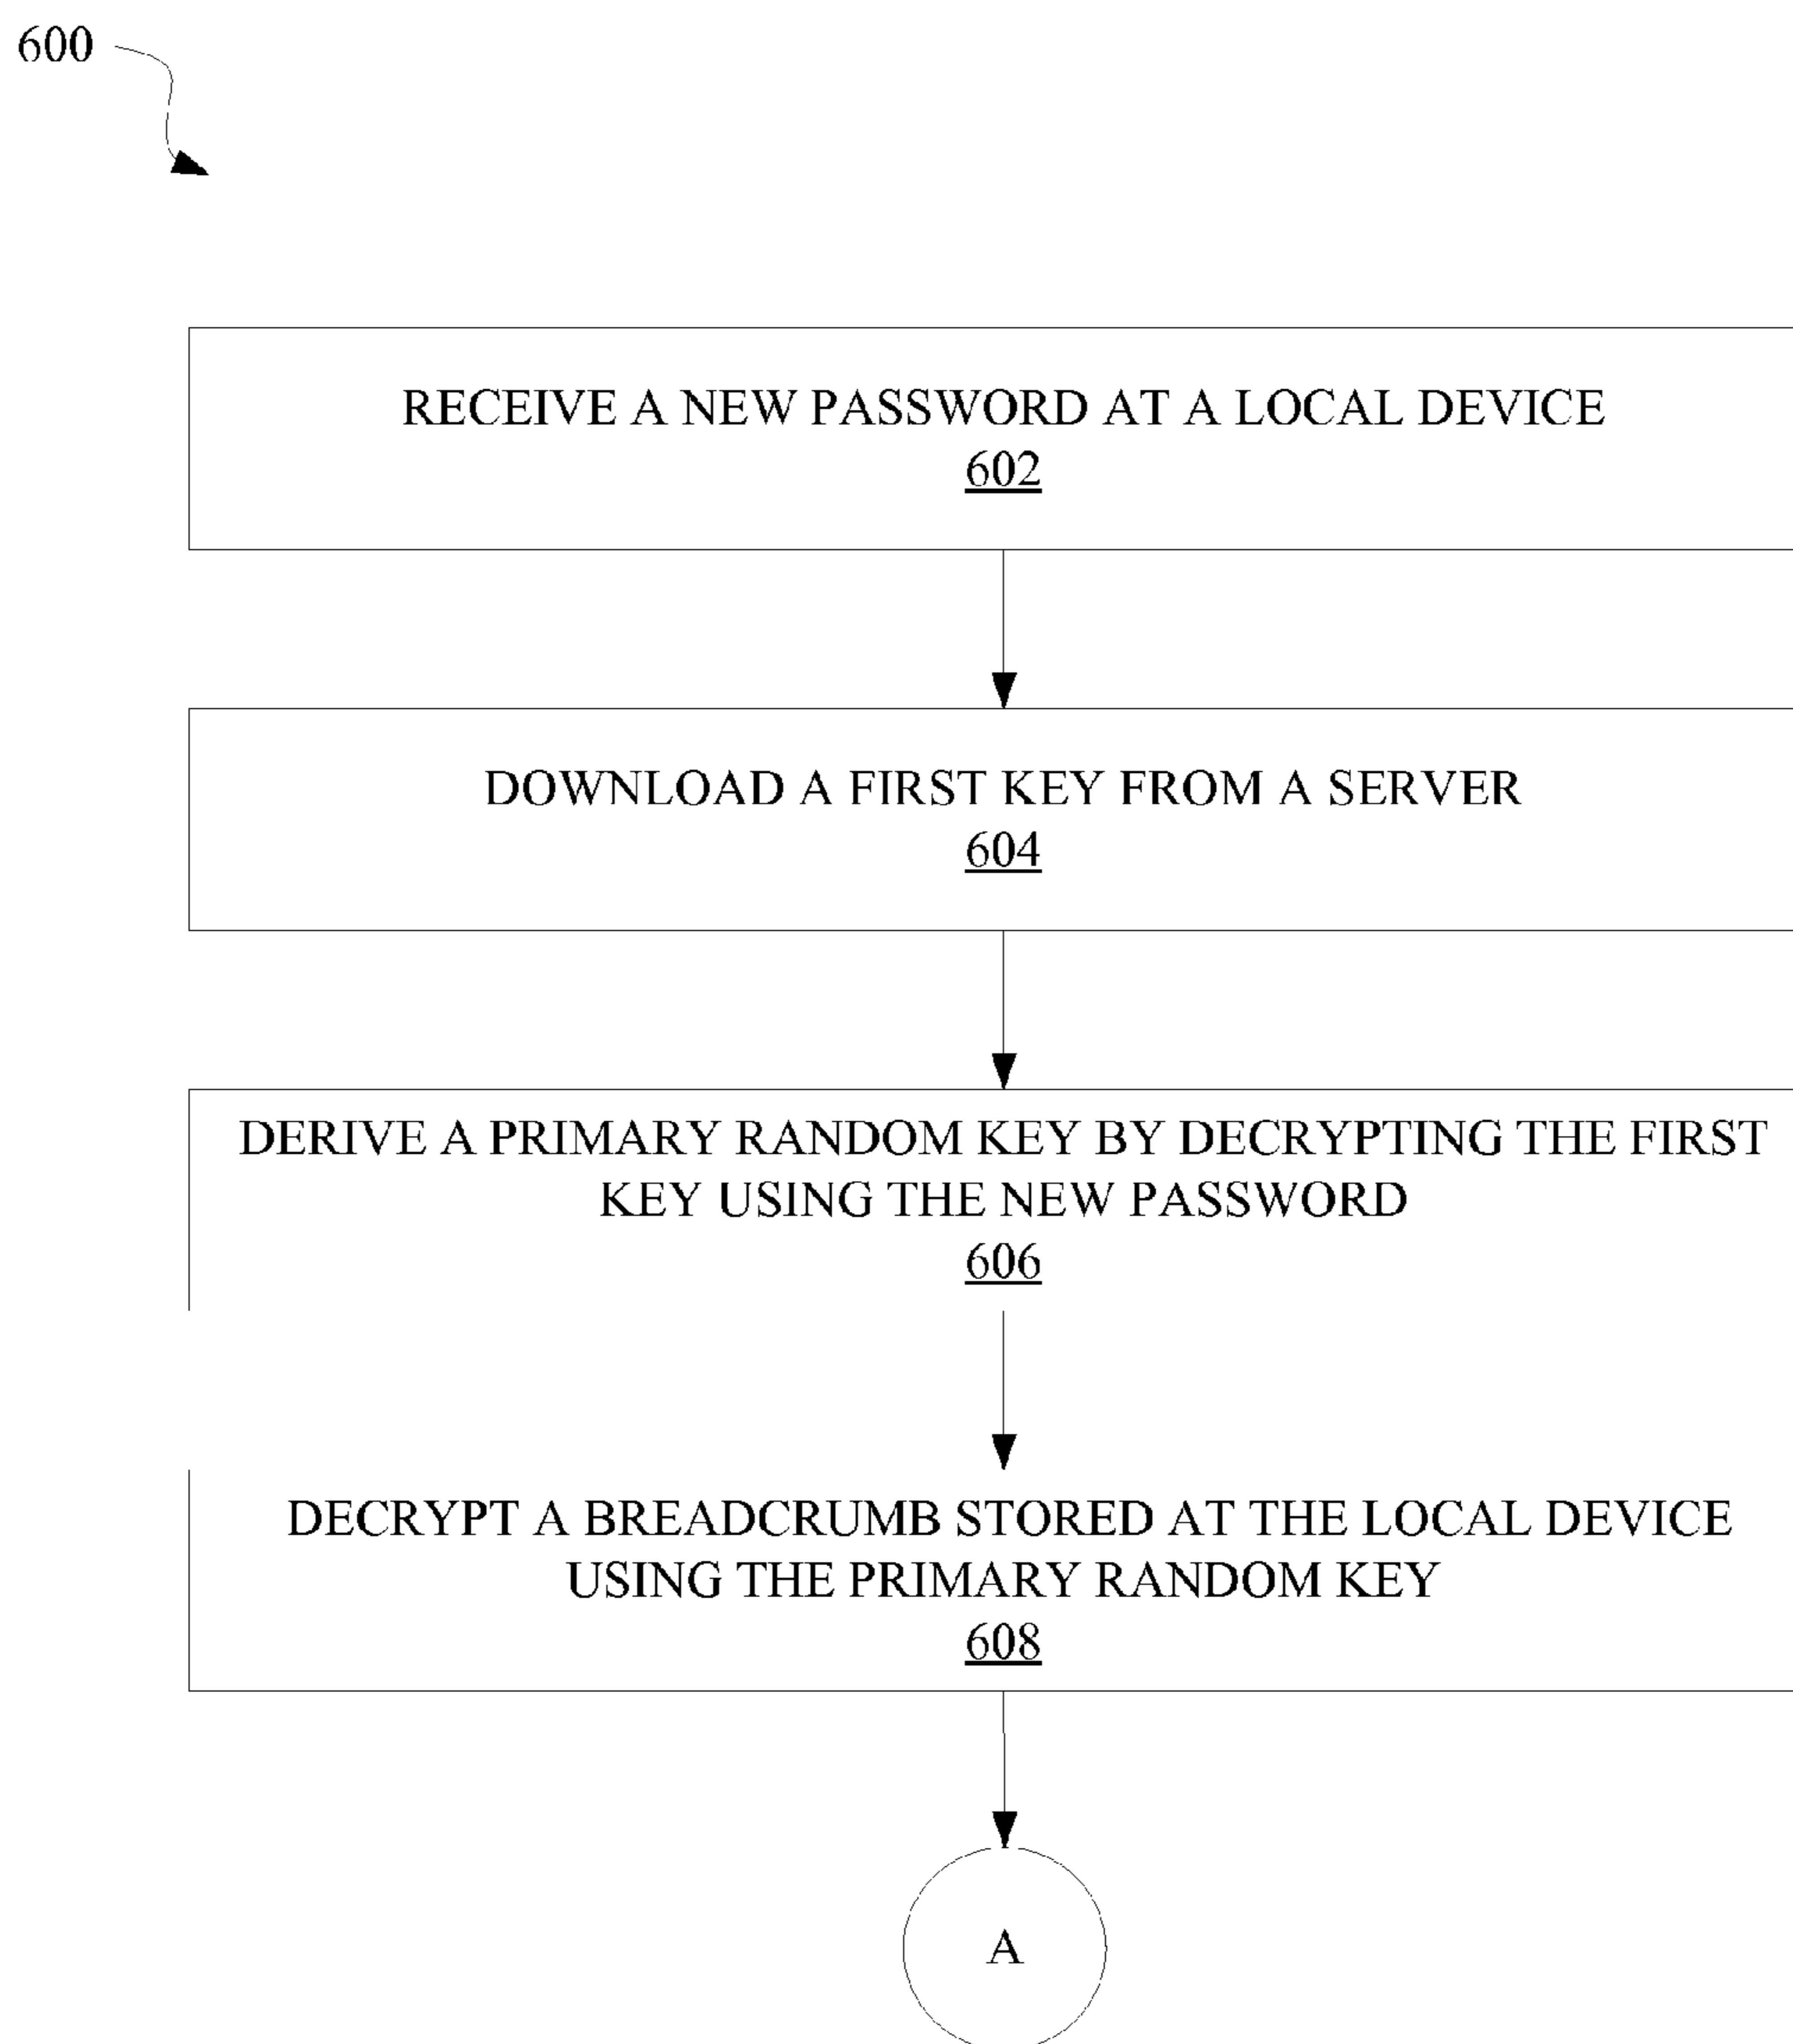 600
RECEIVE A NEW PASSWORD AT A LOCAL DEVICE
602
DOWNLOAD A FIRST KEY FROM A SERVER
604
DERIVE A PRIMARY RANDOM KEY BY DECRYPTING THE FIRST
KEY USING THE NEW PASSWORD
606
DECRYPT A BREADCRUMB STORED AT THE LOCAL DEVICE
USING THE PRIMARY RANDOM KEY
608
A